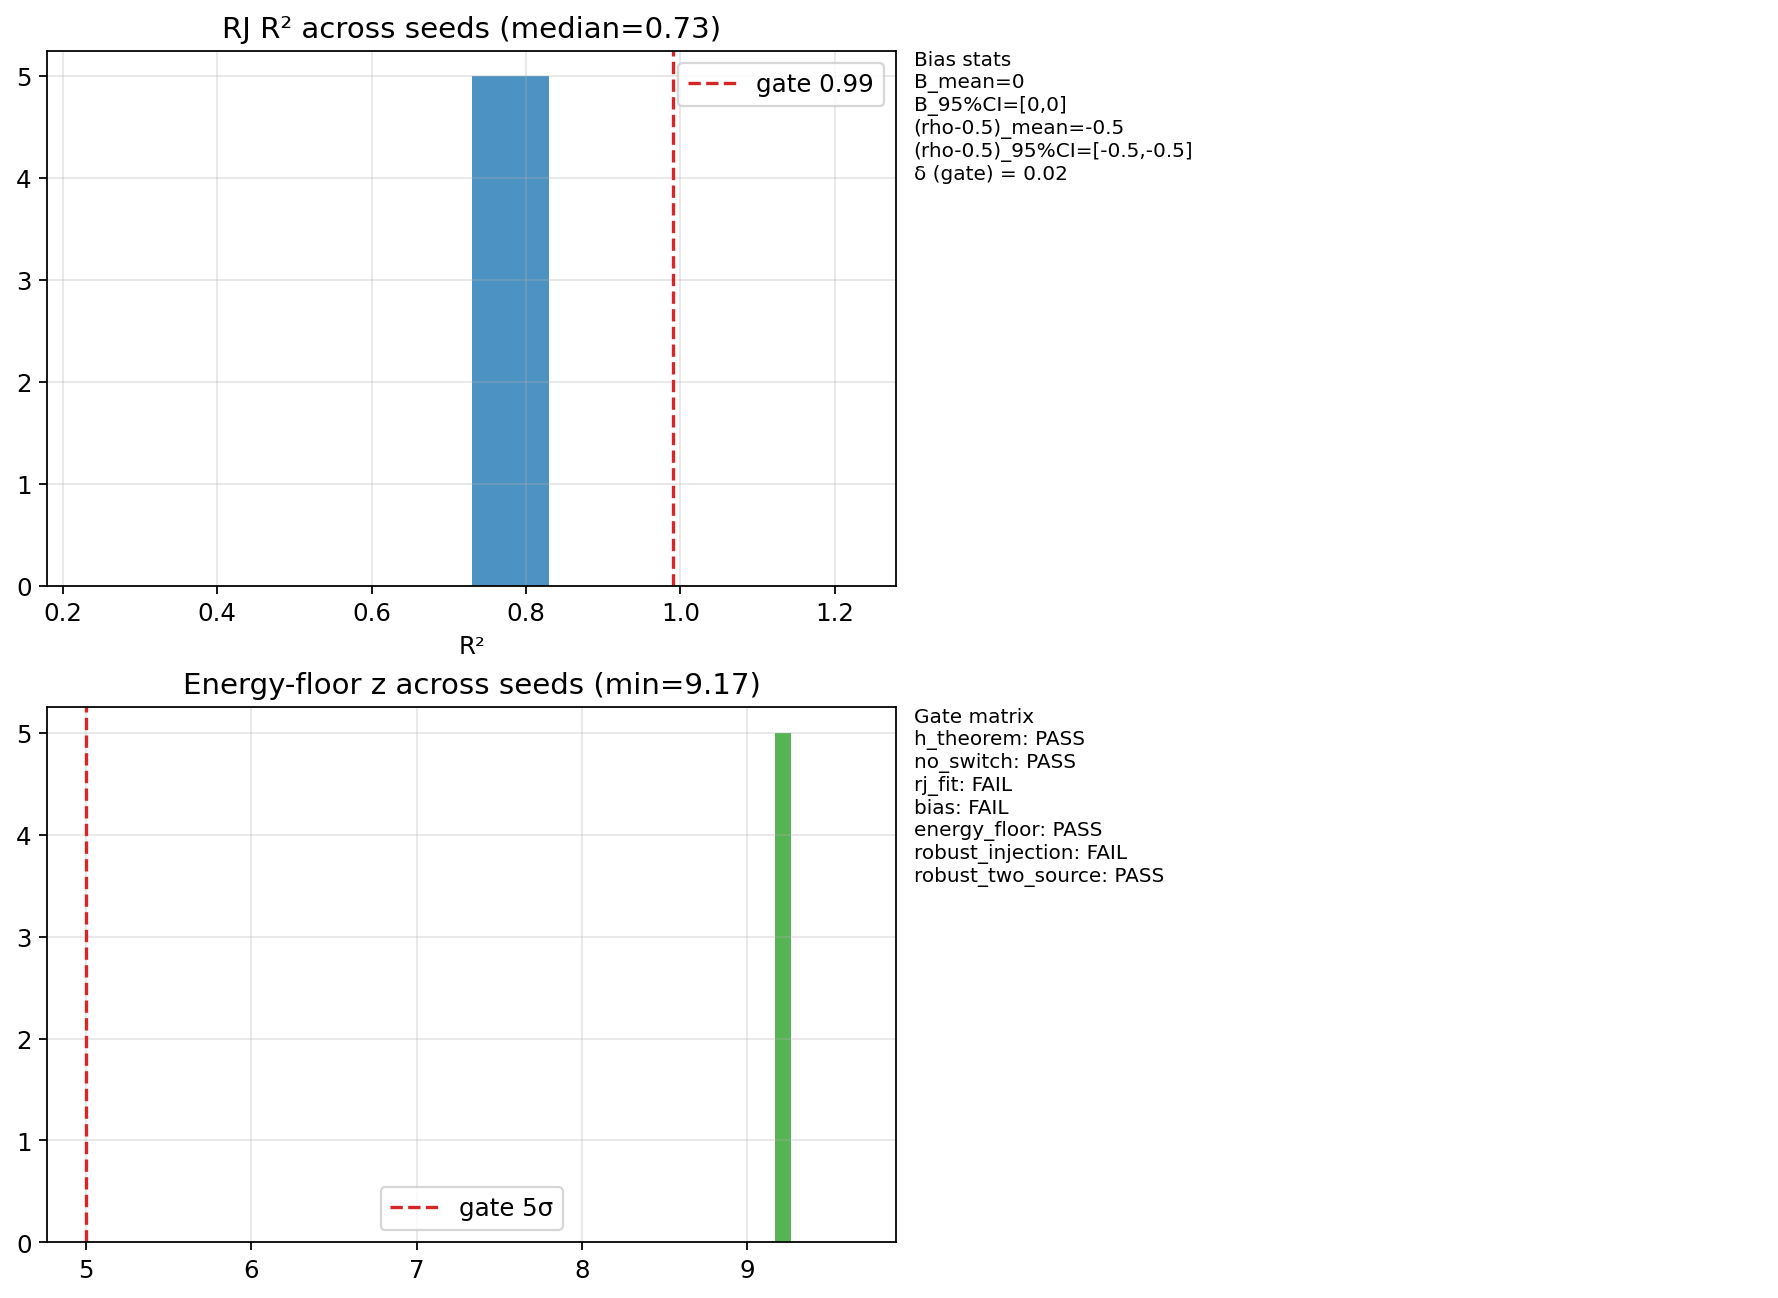 RJ R² across seeds (median=0.73)
gate 0.99
5
4
3
2
1
0
0.2 0.4 0.6 0.8 1.0 1.2
R²
Bias stats
B_mean=0
B_95%CI=[0,0]
(rho-0.5)_mean=-0.5
(rho-0.5)_95%CI=[-0.5,-0.5]
δ (gate) = 0.02
Energy-floor z across seeds (min=9.17)
5
4
3
2
1
0
gate 5σ
5 6 7 8 9
Gate matrix
h_theorem: PASS
no_switch: PASS
rj_fit: FAIL
bias: FAIL
energy_floor: PASS
robust_injection: FAIL
robust_two_source: PASS